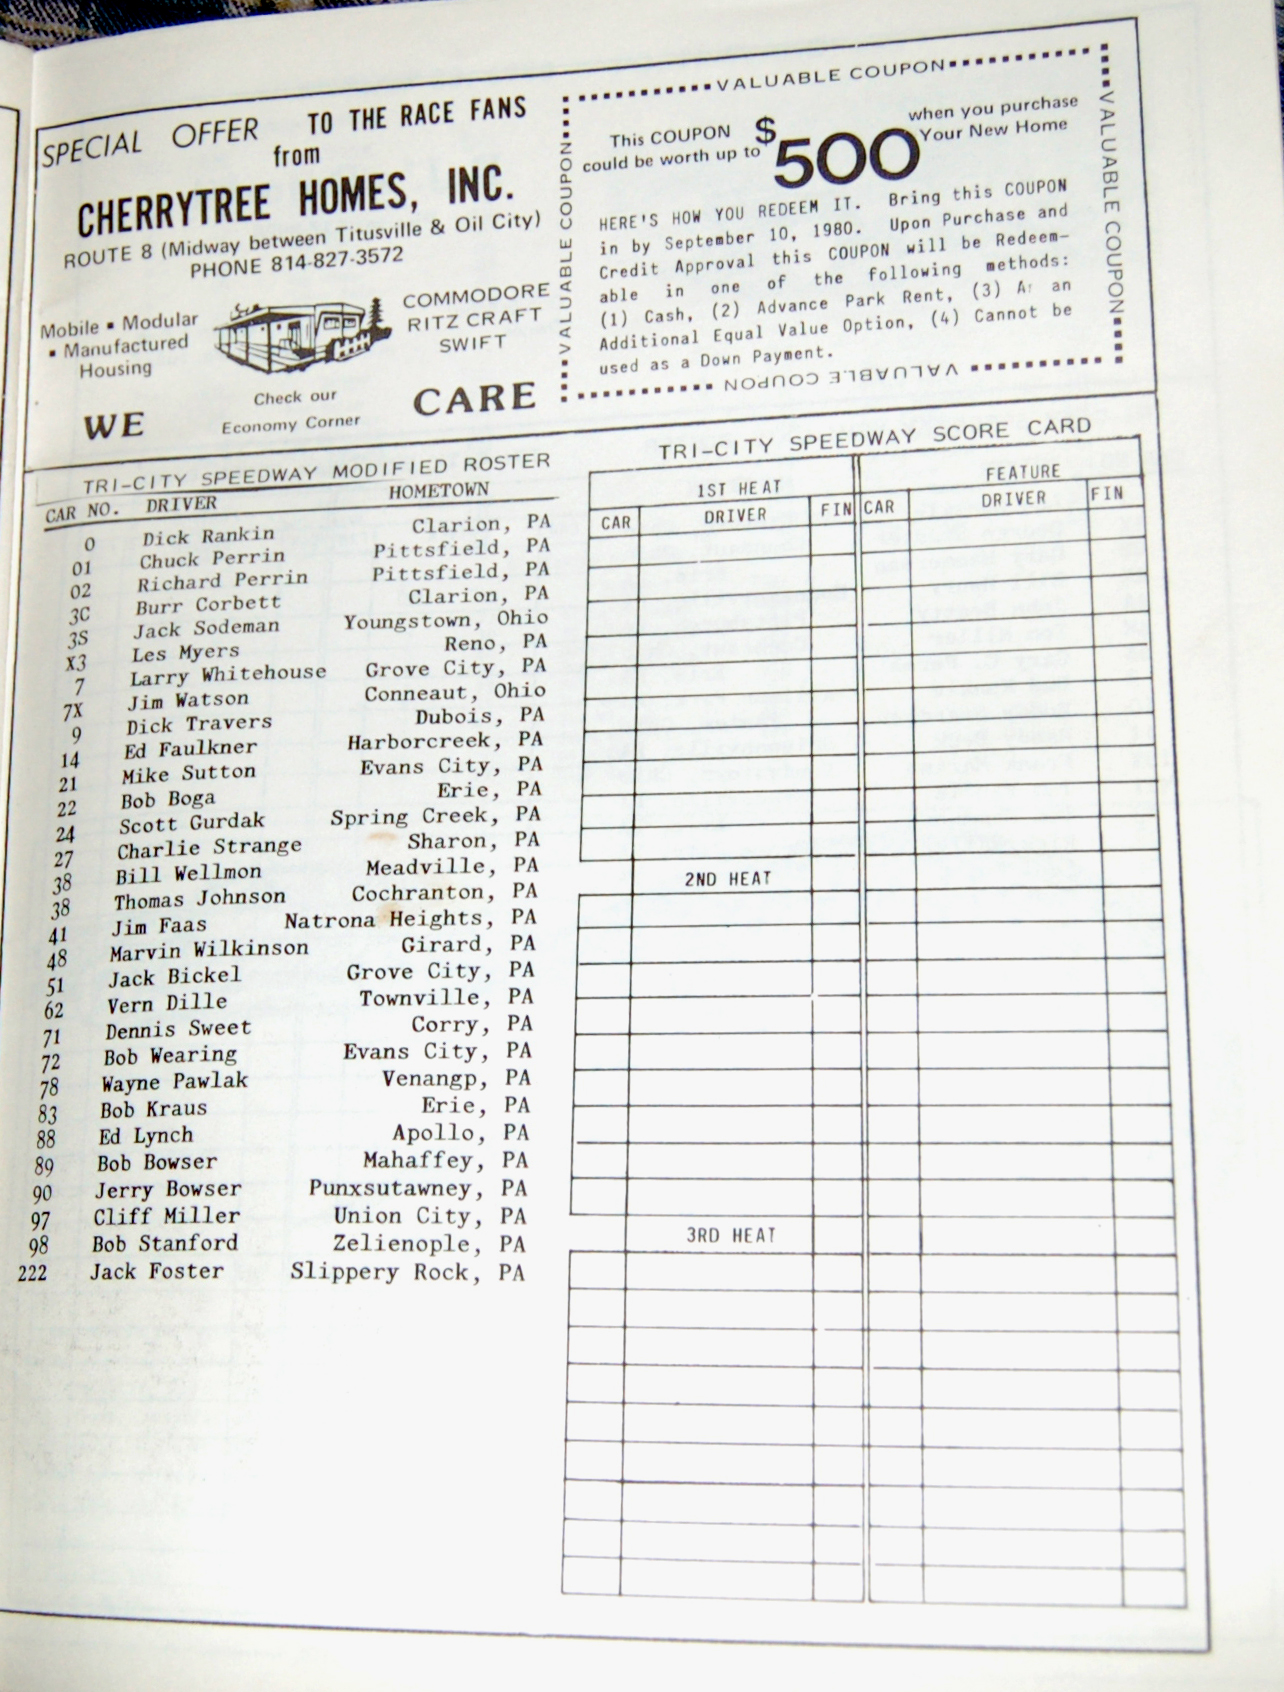 SPECIAL OFFER TO THE RACE FANS
from
CHERRYTREE HOMES, INC.
ROUTE 8 (Midway between Titusville & Oil City)
PHONE 814-827-3572
Mobile ▪ Modular
▪ Manufactured
Housing
COMMODORE
RITZ CRAFT
SWIFT
Check our
Economy Corner
WE CARE
VALUABLE COUPON
VALUABLE COUPON
VALUABLE COUPON
VALUABLE COUPON
This COUPON
could be worth up to
$500
when you purchase
Your New Home
HERE'S HOW YOU REDEEM IT. Bring this COUPON
in by September 10, 1980. Upon Purchase and
Credit Approval this COUPON will be Redeem-
able in one of the following methods:
(1) Cash, (2) Advance Park Rent, (3) As an
Additional Equal Value Option, (4) Cannot be
used as a Down Payment.
TRI-CITY SPEEDWAY MODIFIED ROSTER
CAR NO. DRIVER HOMETOWN
0 Dick Rankin Clarion, PA
01 Chuck Perrin Pittsfield, PA
02 Richard Perrin Pittsfield, PA
3C Burr Corbett Clarion, PA
3S Jack Sodeman Youngstown, Ohio
X3 Les Myers Reno, PA
7 Larry Whitehouse Grove City, PA
7X Jim Watson Conneaut, Ohio
9 Dick Travers Dubois, PA
14 Ed Faulkner Harborcreek, PA
21 Mike Sutton Evans City, PA
22 Bob Boga Erie, PA
24 Scott Gurdak Spring Creek, PA
27 Charlie Strange Sharon, PA
38 Bill Wellmon Meadville, PA
38 Thomas Johnson Cochranton, PA
41 Jim Faas Natrona Heights, PA
48 Marvin Wilkinson Girard, PA
51 Jack Bickel Grove City, PA
62 Vern Dille Townville, PA
71 Dennis Sweet Corry, PA
72 Bob Wearing Evans City, PA
78 Wayne Pawlak Venangp, PA
83 Bob Kraus Erie, PA
88 Ed Lynch Apollo, PA
89 Bob Bowser Mahaffey, PA
90 Jerry Bowser Punxsutawney, PA
97 Cliff Miller Union City, PA
98 Bob Stanford Zelienople, PA
222 Jack Foster Slippery Rock, PA
TRI-CITY SPEEDWAY SCORE CARD
1ST HEAT FEATURE
CAR DRIVER FIN CAR DRIVER FIN
2ND HEAT
3RD HEAT